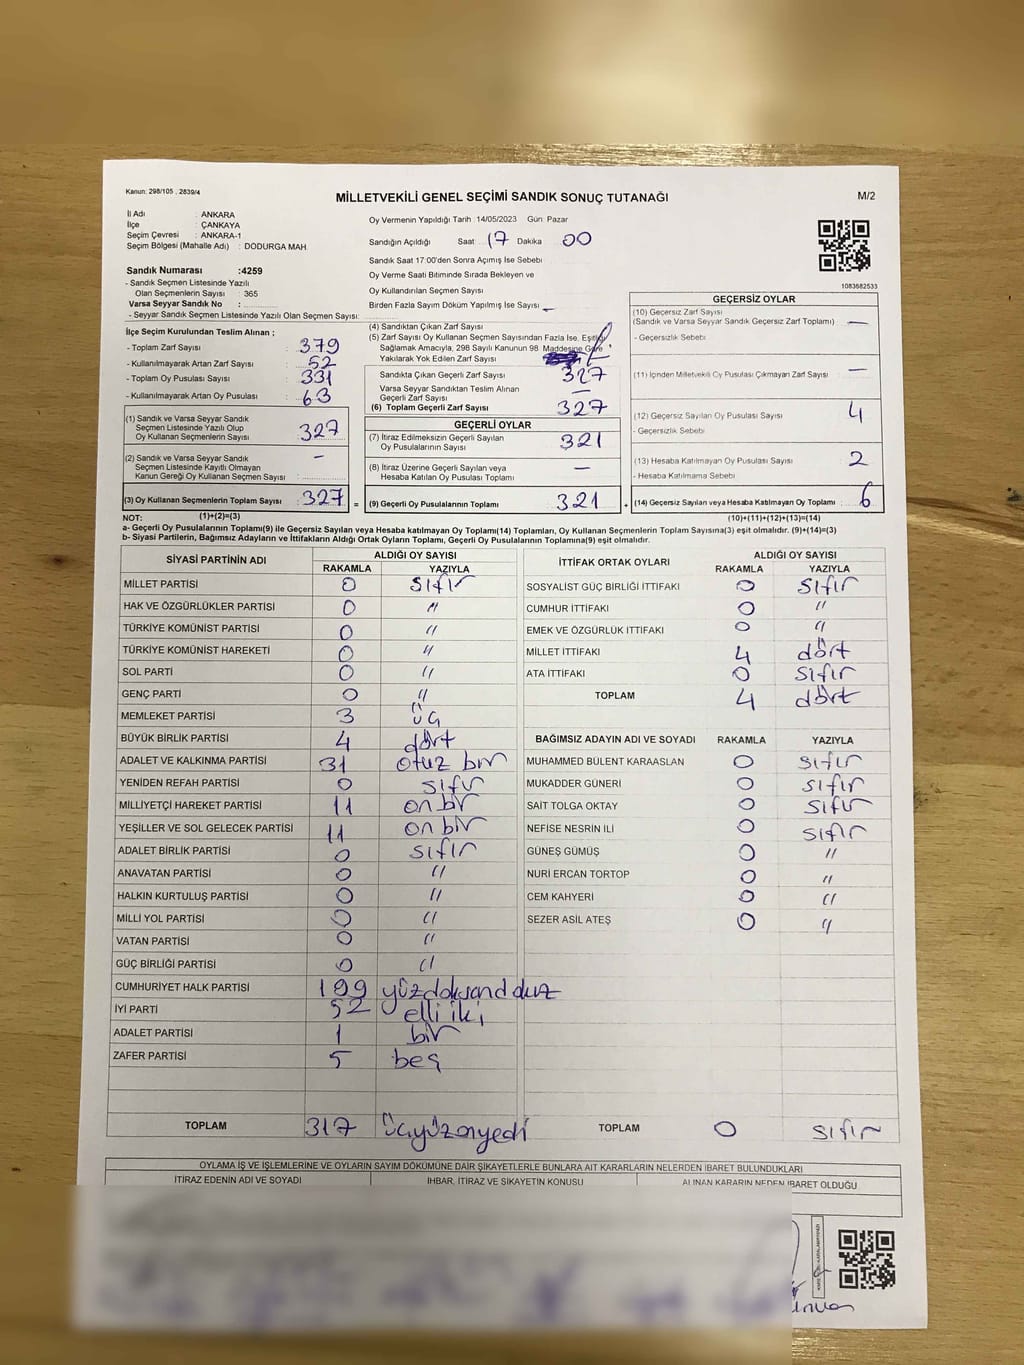 Kanun: 298/105 , 2839/4
MİLLETVEKİLİ GENEL SEÇİMİ SANDIK SONUÇ TUTANAĞI
M/2
İl Adı : ANKARA
İlçe : ÇANKAYA
Seçim Çevresi : ANKARA-1
Seçim Bölgesi (Mahalle Adı) : DODURGA MAH
Sandık Numarası :4259
- Sandık Seçmen Listesinde Yazılı
Olan Seçmenlerin Sayısı : 365
Varsa Seyyar Sandık No :
- Seyyar Sandık Seçmen Listesinde Yazılı Olan Seçmen Sayısı:
Oy Vermenin Yapıldığı Tarih : 14/05/2023 Gün: Pazar
Sandığın Açıldığı Saat 17 Dakika 00
Sandık Saat 17:00'den Sonra Açımış İse Sebebi
Oy Verme Saati Bitiminde Sırada Bekleyen ve
Oy Kullandırılan Seçmen Sayısı
Birden Fazla Sayım Döküm Yapılmış İse Sayısı –
1083682533
İlçe Seçim Kurulundan Teslim Alınan ;
- Toplam Zarf Sayısı : 379
- Kullanılmayarak Artan Zarf Sayısı : 52
- Toplam Oy Pusulası Sayısı : 331
- Kullanılmayarak Artan Oy Pusulası : 63
(1) Sandık ve Varsa Seyyar Sandık
Seçmen Listesinde Yazılı Olup
Oy Kullanan Seçmenlerin Sayısı : 327
(2) Sandık ve Varsa Seyyar Sandık
Seçmen Listesinde Kayıtlı Olmayan
Kanun Gereği Oy Kullanan Seçmen Sayısı : –
(3) Oy Kullanan Seçmenlerin Toplam Sayısı : 327
(1)+(2)=(3)
(4) Sandıktan Çıkan Zarf Sayısı
(5) Zarf Sayısı Oy Kullanan Seçmen Sayısından Fazla İse, Eşitliği
Sağlamak Amacıyla, 298 Sayılı Kanunun 98. Maddesine Göre
Yakılarak Yok Edilen Zarf Sayısı
Sandıkta Çıkan Geçerli Zarf Sayısı 327
Varsa Seyyar Sandıktan Teslim Alınan
Geçerli Zarf Sayısı –
(6) Toplam Geçerli Zarf Sayısı 327
GEÇERLİ OYLAR
(7) İtiraz Edilmeksizin Geçerli Sayılan
Oy Pusulalarının Sayısı 321
(8) İtiraz Üzerine Geçerli Sayılan veya
Hesaba Katılan Oy Pusulası Toplamı –
= (9) Geçerli Oy Pusulalarının Toplamı 321
GEÇERSİZ OYLAR
(10) Geçersiz Zarf Sayısı
(Sandık ve Varsa Seyyar Sandık Geçersiz Zarf Toplamı) –
- Geçersizlik Sebebi
(11) İçinden Milletvekili Oy Pusulası Çıkmayan Zarf Sayısı –
(12) Geçersiz Sayılan Oy Pusulası Sayısı 4
- Geçersizlik Sebebi
(13) Hesaba Katılmayan Oy Pusulası Sayısı 2
- Hesaba Katılmama Sebebi
+ (14) Geçersiz Sayılan veya Hesaba Katılmayan Oy Toplamı : 6
(10)+(11)+(12)+(13)=(14)
NOT:
a- Geçerli Oy Pusulalarının Toplamı(9) ile Geçersiz Sayılan veya Hesaba katılmayan Oy Toplamı(14) Toplamları, Oy Kullanan Seçmenlerin Toplam Sayısına(3) eşit olmalıdır. (9)+(14)=(3)
b- Siyasi Partilerin, Bağımsız Adayların ve İttifakların Aldığı Ortak Oyların Toplamı, Geçerli Oy Pusulalarının Toplamına(9) eşit olmalıdır.
SİYASİ PARTİNİN ADI ALDIĞI OY SAYISI
RAKAMLA YAZIYLA
MİLLET PARTİSİ 0 sıfır
HAK VE ÖZGÜRLÜKLER PARTİSİ 0 "
TÜRKİYE KOMÜNİST PARTİSİ 0 "
TÜRKİYE KOMÜNİST HAREKETİ 0 "
SOL PARTİ 0 "
GENÇ PARTİ 0 "
MEMLEKET PARTİSİ 3 üç
BÜYÜK BİRLİK PARTİSİ 4 dört
ADALET VE KALKINMA PARTİSİ 31 otuz bir
YENİDEN REFAH PARTİSİ 0 sıfır
MİLLİYETÇİ HAREKET PARTİSİ 11 on bir
YEŞİLLER VE SOL GELECEK PARTİSİ 11 on bir
ADALET BİRLİK PARTİSİ 0 sıfır
ANAVATAN PARTİSİ 0 "
HALKIN KURTULUŞ PARTİSİ 0 "
MİLLİ YOL PARTİSİ 0 "
VATAN PARTİSİ 0 "
GÜÇ BİRLİĞİ PARTİSİ 0 "
CUMHURİYET HALK PARTİSİ 199 yüzdoksandokuz
İYİ PARTİ 52 elli iki
ADALET PARTİSİ 1 bir
ZAFER PARTİSİ 5 beş
TOPLAM 317 üçyüzonyedi
İTTİFAK ORTAK OYLARI ALDIĞI OY SAYISI
RAKAMLA YAZIYLA
SOSYALİST GÜÇ BİRLİĞİ İTTİFAKI 0 sıfır
CUMHUR İTTİFAKI 0 "
EMEK VE ÖZGÜRLÜK İTTİFAKI 0 "
MİLLET İTTİFAKI 4 dört
ATA İTTİFAKI 0 sıfır
TOPLAM 4 dört
BAĞIMSIZ ADAYIN ADI VE SOYADI RAKAMLA YAZIYLA
MUHAMMED BÜLENT KARAASLAN 0 sıfır
MUKADDER GÜNERİ 0 sıfır
SAİT TOLGA OKTAY 0 sıfır
NEFİSE NESRİN İLİ 0 sıfır
GÜNEŞ GÜMÜŞ 0 "
NURİ ERCAN TORTOP 0 "
CEM KAHYERİ 0 "
SEZER ASİL ATEŞ 0 "
TOPLAM 0 sıfır
OYLAMA İŞ VE İŞLEMLERİNE VE OYLARIN SAYIM DÖKÜMÜNE DAİR ŞİKAYETLERLE BUNLARA AİT KARARLARIN NELERDEN İBARET BULUNDUKLARI
İTİRAZ EDENİN ADI VE SOYADI İHBAR, İTİRAZ VE ŞİKAYETİN KONUSU ALINAN KARARIN NEDEN İBARET OLDUĞU